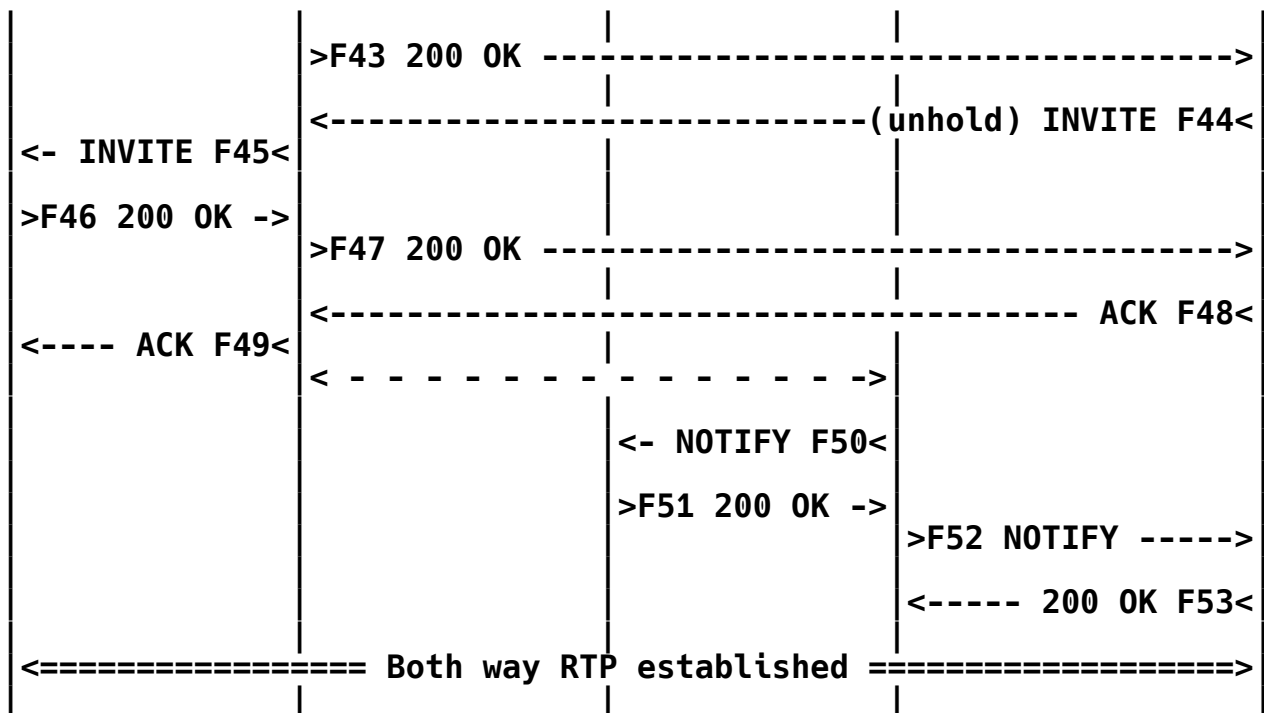 >F43 200 OK ------------------------------------>
<----------------------------(unhold) INVITE F44<
<- INVITE F45<
>F46 200 OK ->
>F47 200 OK ------------------------------------>
<--------------------------------------- ACK F48<
<---- ACK F49<
< - - - - - - - - - - - - - ->
<- NOTIFY F50<
>F51 200 OK ->
>F52 NOTIFY ----->
<----- 200 OK F53<
<================= Both way RTP established ===================>